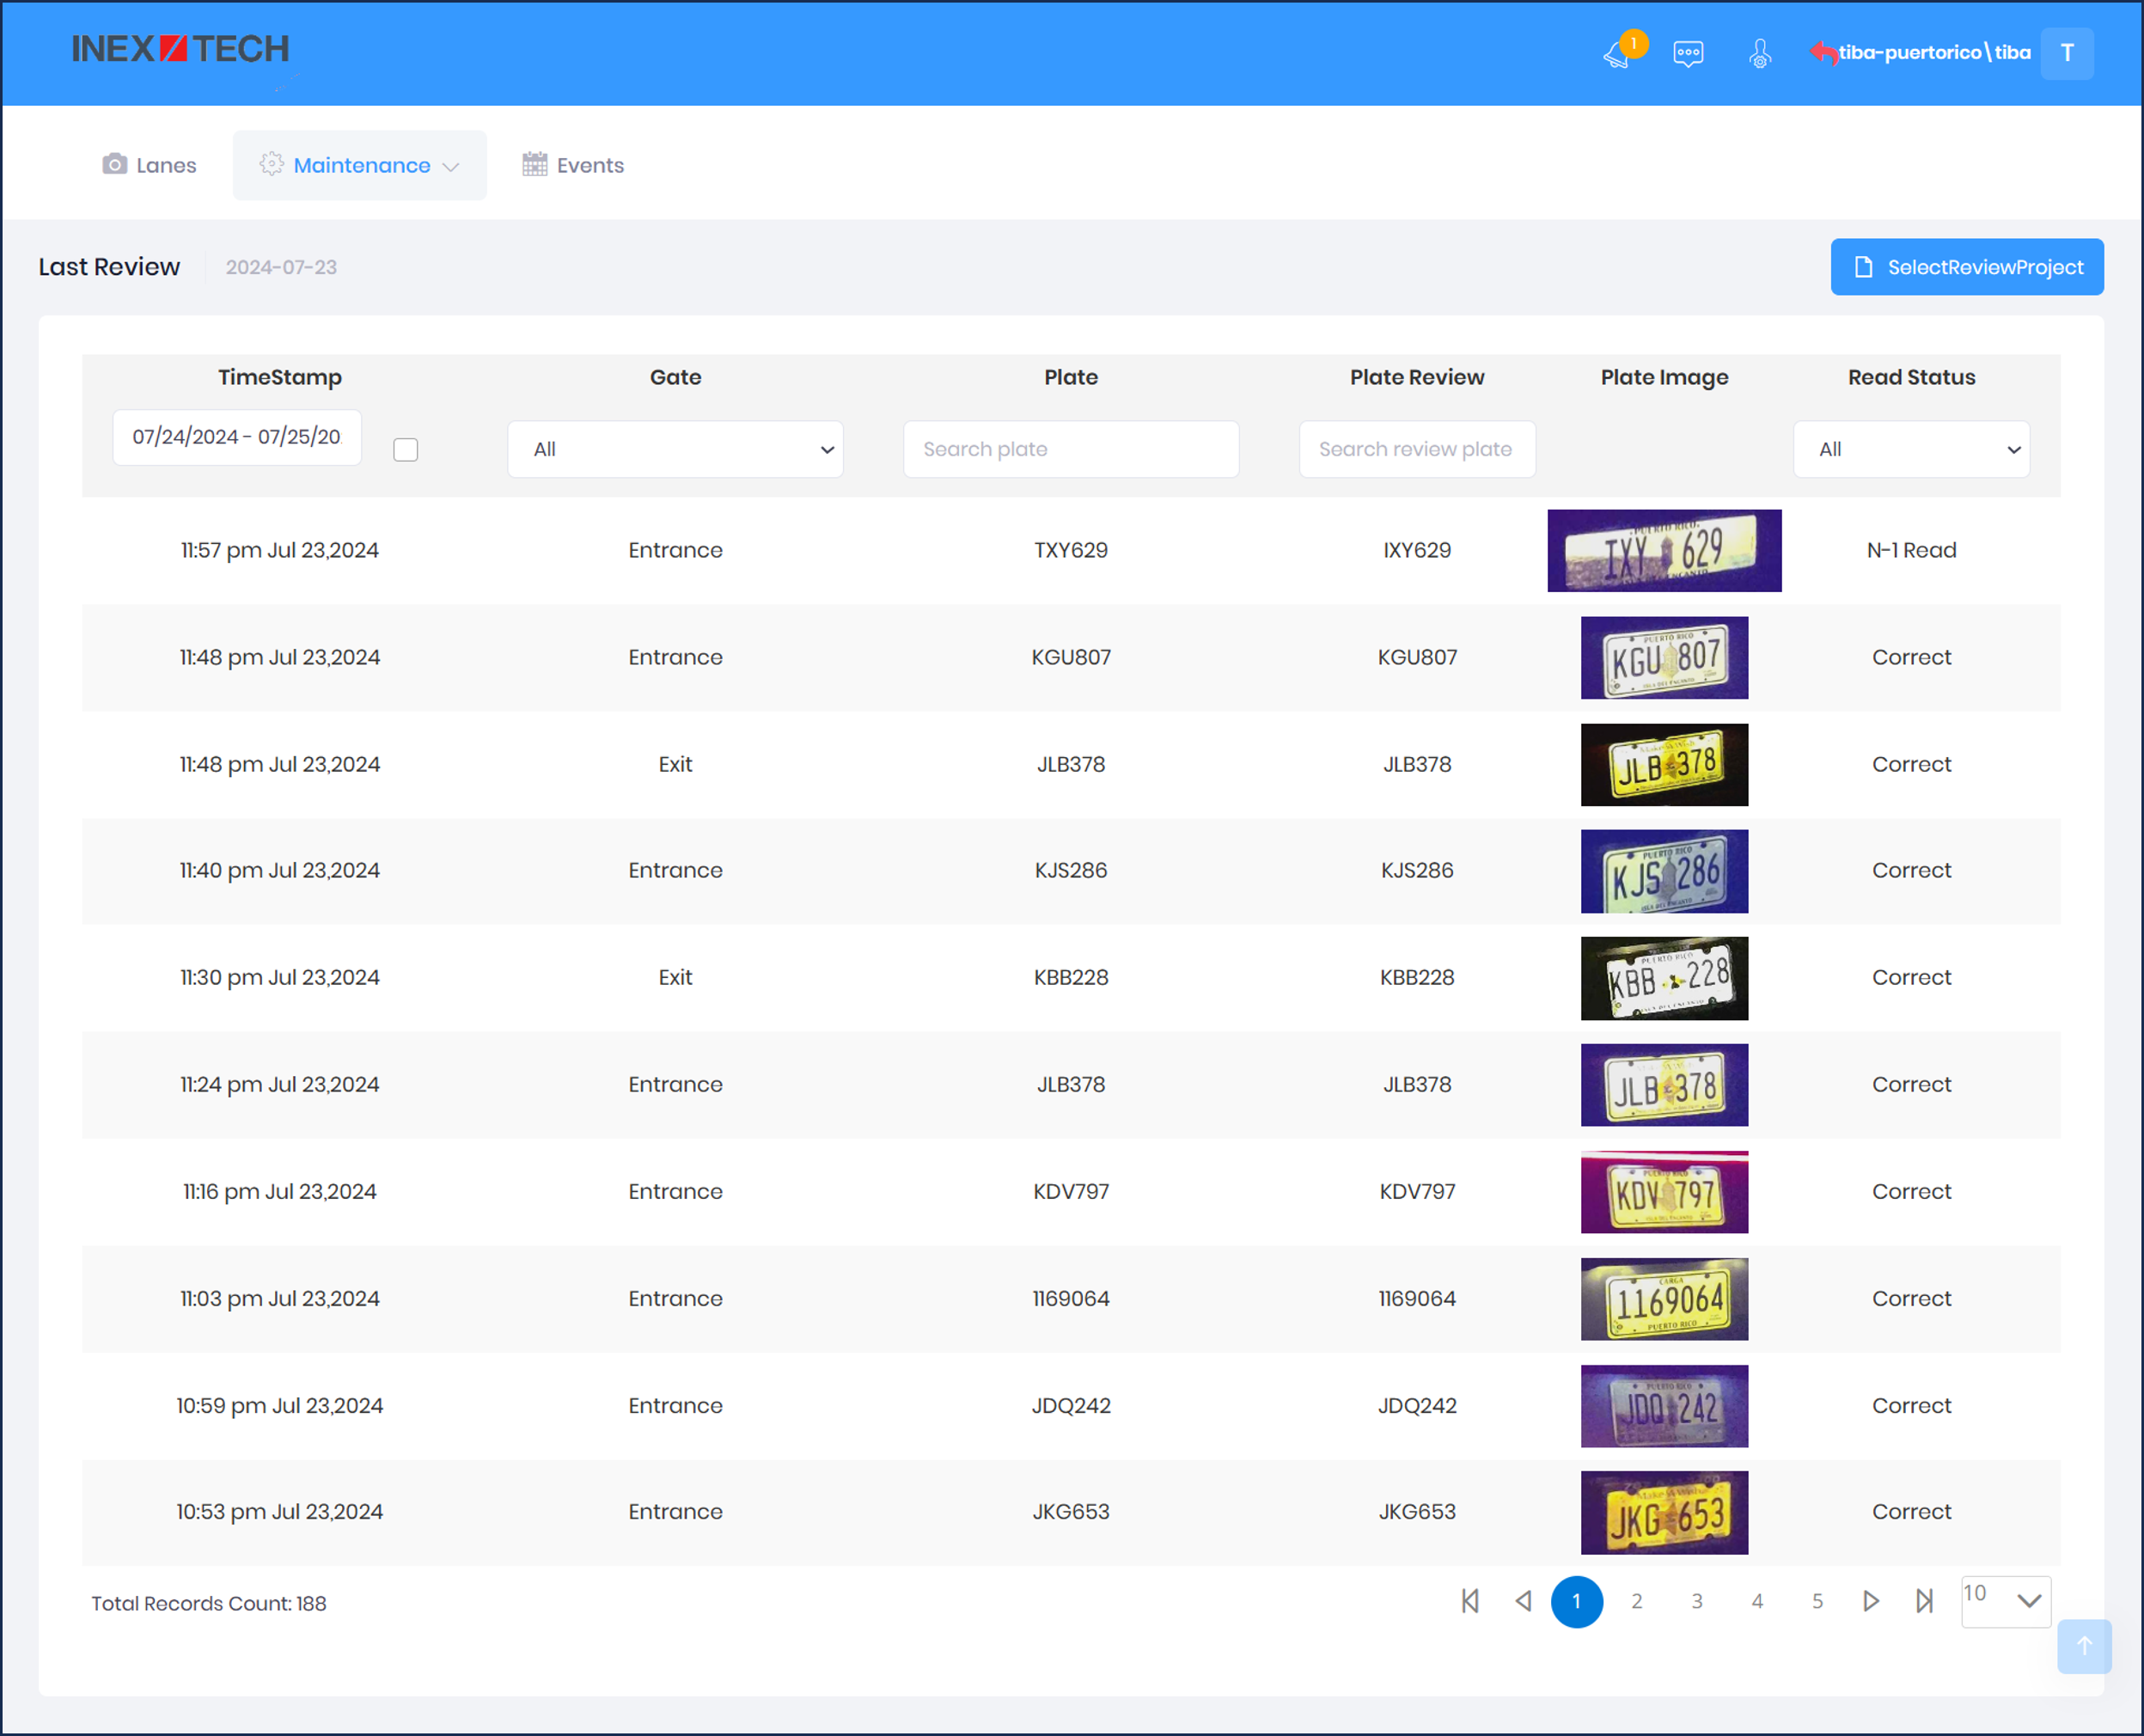 INEX TECH
1
tiba-puertorico\tiba
T
Lanes
Maintenance
Events
Last Review
2024-07-23
SelectReviewProject
TimeStamp Gate Plate Plate Review Plate Image Read Status
07/24/2024 - 07/25/20
All
Search plate
Search review plate
All
11:57 pm Jul 23,2024 Entrance TXY629 IXY629 IXY 629 N-1 Read
11:48 pm Jul 23,2024 Entrance KGU807 KGU807 PUERTO RICO KGU 807 Correct
11:48 pm Jul 23,2024 Exit JLB378 JLB378 JLB 378 Correct
11:40 pm Jul 23,2024 Entrance KJS286 KJS286 PUERTO RICO KJS 286 Correct
11:30 pm Jul 23,2024 Exit KBB228 KBB228 PUERTO RICO KBB 228 Correct
11:24 pm Jul 23,2024 Entrance JLB378 JLB378 JLB 378 Correct
11:16 pm Jul 23,2024 Entrance KDV797 KDV797 PUERTO RICO KDV 797 Correct
11:03 pm Jul 23,2024 Entrance 1169064 1169064 CARGA 1169064 PUERTO RICO Correct
10:59 pm Jul 23,2024 Entrance JDQ242 JDQ242 PUERTO RICO JDQ 242 Correct
10:53 pm Jul 23,2024 Entrance JKG653 JKG653 JKG 653 Correct
Total Records Count: 188
1 2 3 4 5
10